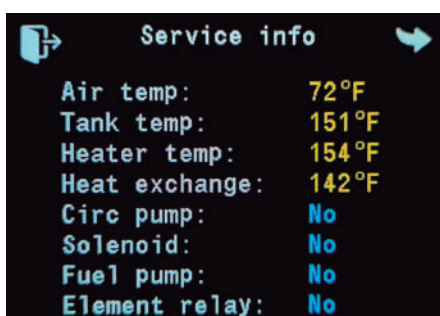 Service info
Air temp: 72°F
Tank temp: 151°F
Heater temp: 154°F
Heat exchange: 142°F
Circ pump: No
Solenoid: No
Fuel pump: No
Element relay: No